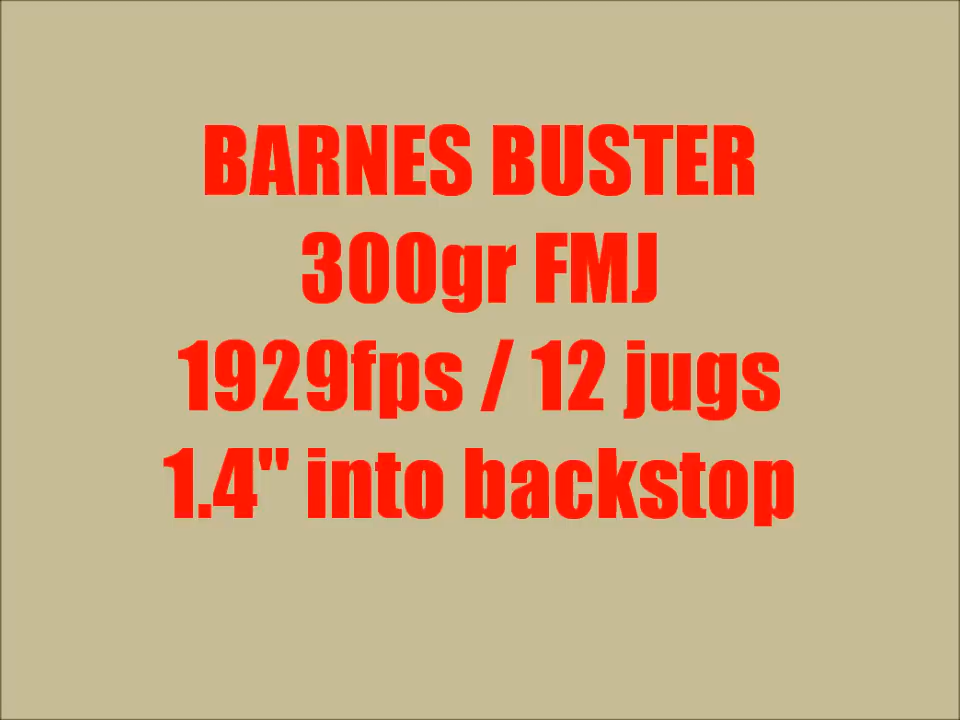 BARNES BUSTER
300gr FMJ
1929fps / 12 jugs
1.4" into backstop